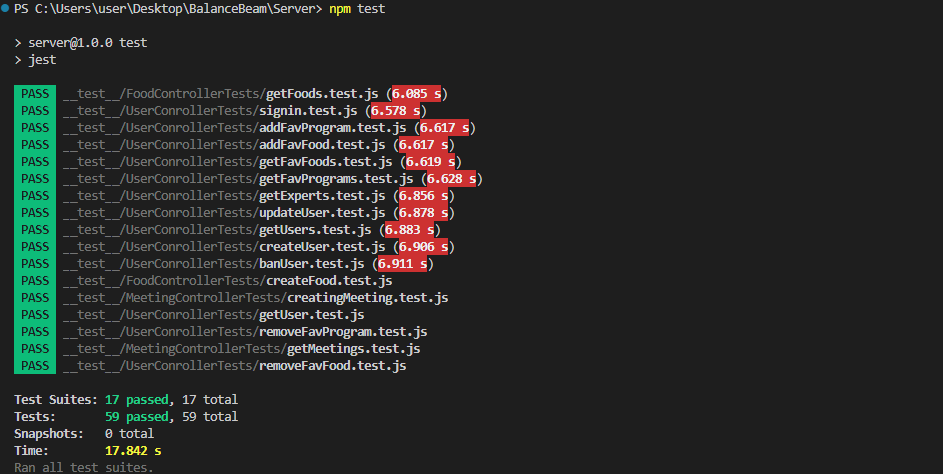 PS C:\Users\user\Desktop\BalanceBeam\Server> npm test
> server@1.0.0 test
> jest
PASS __test__/FoodControllerTests/getFoods.test.js (6.085 s)
PASS __test__/UserConrollerTests/signin.test.js (6.578 s)
PASS __test__/UserConrollerTests/addFavProgram.test.js (6.617 s)
PASS __test__/UserConrollerTests/addFavFood.test.js (6.617 s)
PASS __test__/UserConrollerTests/getFavFoods.test.js (6.619 s)
PASS __test__/UserConrollerTests/getFavPrograms.test.js (6.628 s)
PASS __test__/UserConrollerTests/getExperts.test.js (6.856 s)
PASS __test__/UserConrollerTests/updateUser.test.js (6.878 s)
PASS __test__/UserConrollerTests/getUsers.test.js (6.883 s)
PASS __test__/UserConrollerTests/createUser.test.js (6.906 s)
PASS __test__/UserConrollerTests/banUser.test.js (6.911 s)
PASS __test__/FoodControllerTests/createFood.test.js
PASS __test__/MeetingControllerTests/creatingMeeting.test.js
PASS __test__/UserConrollerTests/getUser.test.js
PASS __test__/UserConrollerTests/removeFavProgram.test.js
PASS __test__/MeetingControllerTests/getMeetings.test.js
PASS __test__/UserConrollerTests/removeFavFood.test.js
Test Suites: 17 passed, 17 total
Tests: 59 passed, 59 total
Snapshots: 0 total
Time: 17.842 s
Ran all test suites.